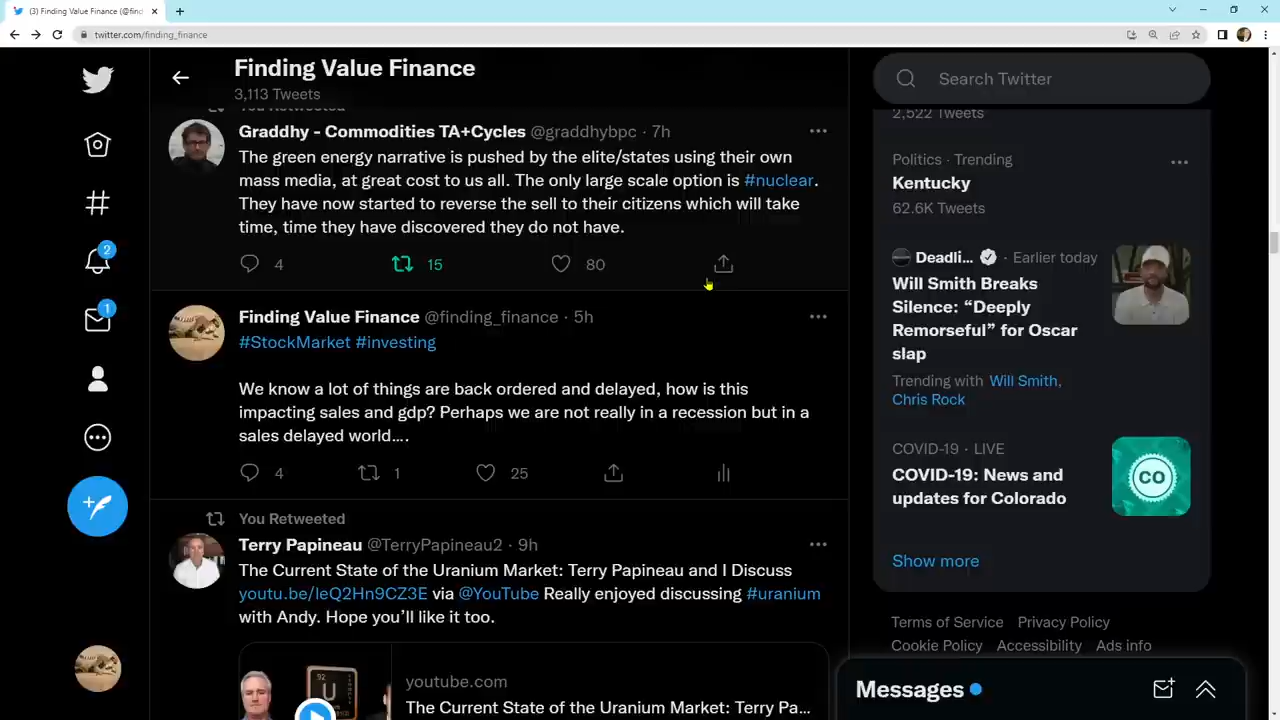 (3) Finding Value Finance (@fin
twitter.com/finding_finance
Finding Value Finance
3,113 Tweets
Search Twitter
You Retweeted
Graddhy - Commodities TA+Cycles @graddhybpc · 7h
The green energy narrative is pushed by the elite/states using their own
mass media, at great cost to us all. The only large scale option is #nuclear.
They have now started to reverse the sell to their citizens which will take
time, time they have discovered they do not have.
4 15 80
Finding Value Finance @finding_finance · 5h
#StockMarket #investing
We know a lot of things are back ordered and delayed, how is this
impacting sales and gdp? Perhaps we are not really in a recession but in a
sales delayed world....
4 1 25
You Retweeted
Terry Papineau @TerryPapineau2 · 9h
The Current State of the Uranium Market: Terry Papineau and I Discuss
youtu.be/leQ2Hn9CZ3E via @YouTube Really enjoyed discussing #uranium
with Andy. Hope you'll like it too.
92
U
youtube.com
The Current State of the Uranium Market: Terry Pa...
2
1
2,522 Tweets
Politics · Trending
Kentucky
62.6K Tweets
Deadli... · Earlier today
Will Smith Breaks
Silence: "Deeply
Remorseful" for Oscar
slap
Trending with Will Smith,
Chris Rock
COVID-19 · LIVE
COVID-19: News and
updates for Colorado
CO
Show more
Terms of Service Privacy Policy
Cookie Policy Accessibility Ads info
Messages